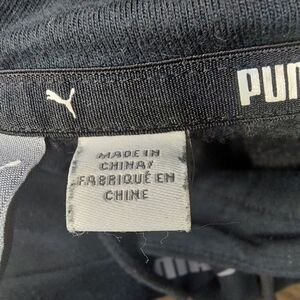 PUM
MADE IN
CHINA/
FABRIQUÉ EN
CHINE